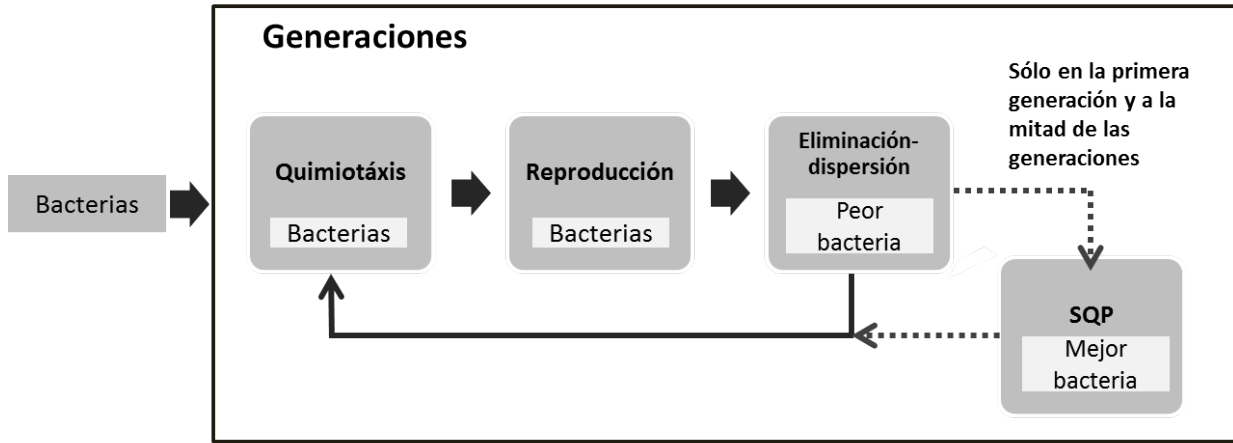 Generaciones
Sólo en la primera
generación y a la
mitad de las
generaciones
Bacterias
Quimiotáxis
Bacterias
Reproducción
Bacterias
Eliminación-
dispersión
Peor
bacteria
SQP
Mejor
bacteria